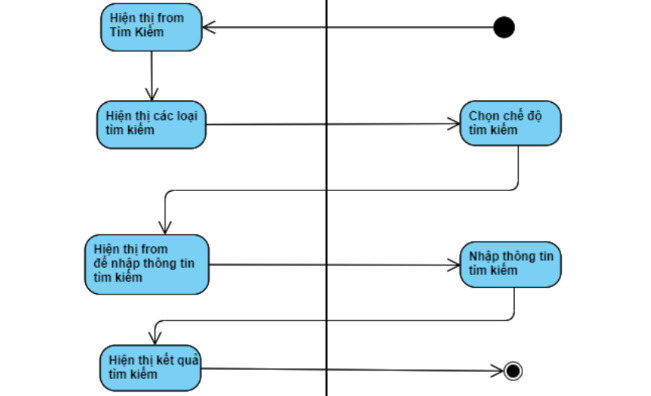 Hiện thị from
Tìm Kiếm
Hiện thị các loại
tìm kiếm
Chọn chế độ
tìm kiếm
Hiện thị from
để nhập thông tin
tìm kiếm
Nhập thông tin
tìm kiếm
Hiện thị kết quả
tìm kiếm